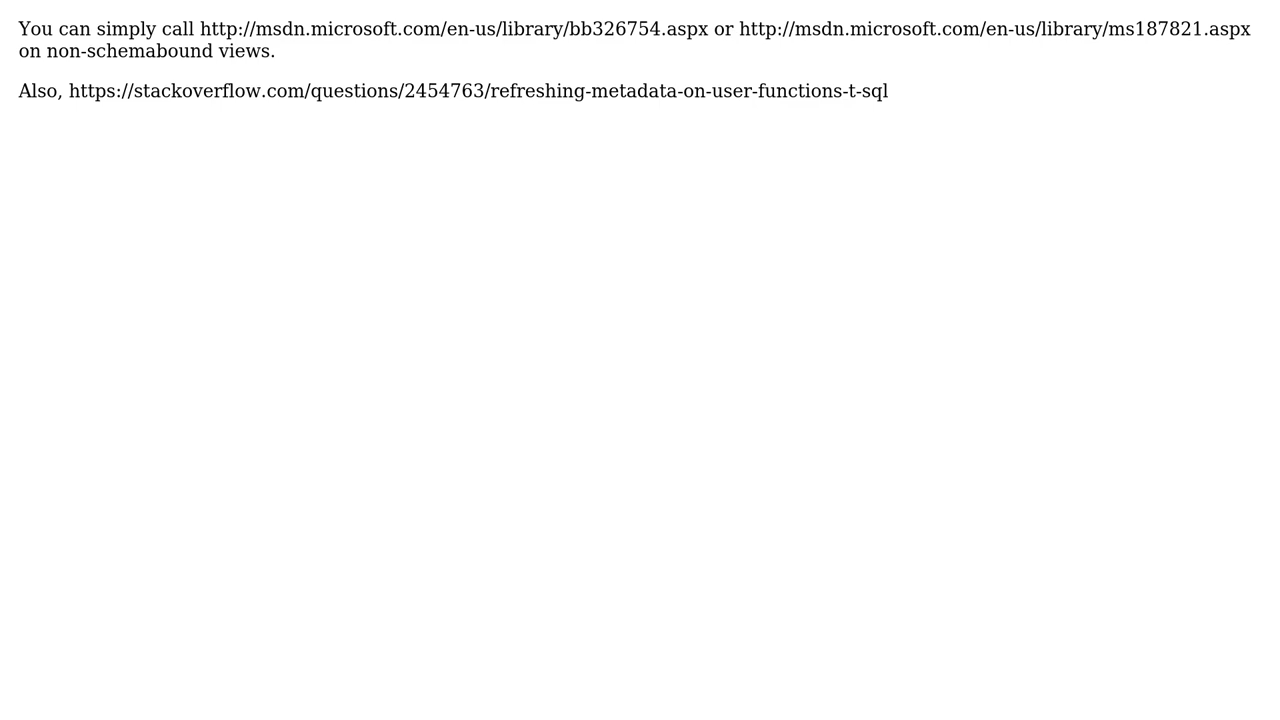 You can simply call http://msdn.microsoft.com/en-us/library/bb326754.aspx or http://msdn.microsoft.com/en-us/library/ms187821.aspx
on non-schemabound views.
Also, https://stackoverflow.com/questions/2454763/refreshing-metadata-on-user-functions-t-sql